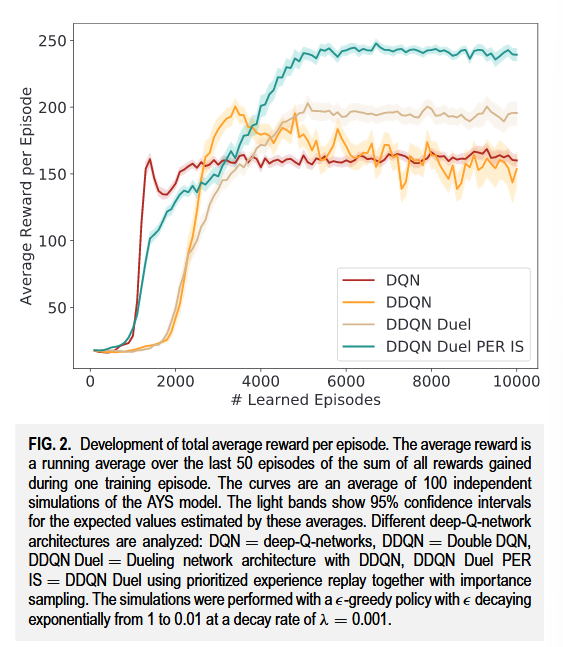 250
200
150
100
50
Average Reward per Episode
DQN
DDQN
DDQN Duel
DDQN Duel PER IS
0 2000 4000 6000 8000 10000
# Learned Episodes
FIG. 2. Development of total average reward per episode. The average reward is
a running average over the last 50 episodes of the sum of all rewards gained
during one training episode. The curves are an average of 100 independent
simulations of the AYS model. The light bands show 95% confidence intervals
for the expected values estimated by these averages. Different deep-Q-network
architectures are analyzed: DQN = deep-Q-networks, DDQN = Double DQN,
DDQN Duel = Dueling network architecture with DDQN, DDQN Duel PER
IS = DDQN Duel using prioritized experience replay together with importance
sampling. The simulations were performed with a ϵ-greedy policy with ϵ decaying
exponentially from 1 to 0.01 at a decay rate of λ = 0.001.